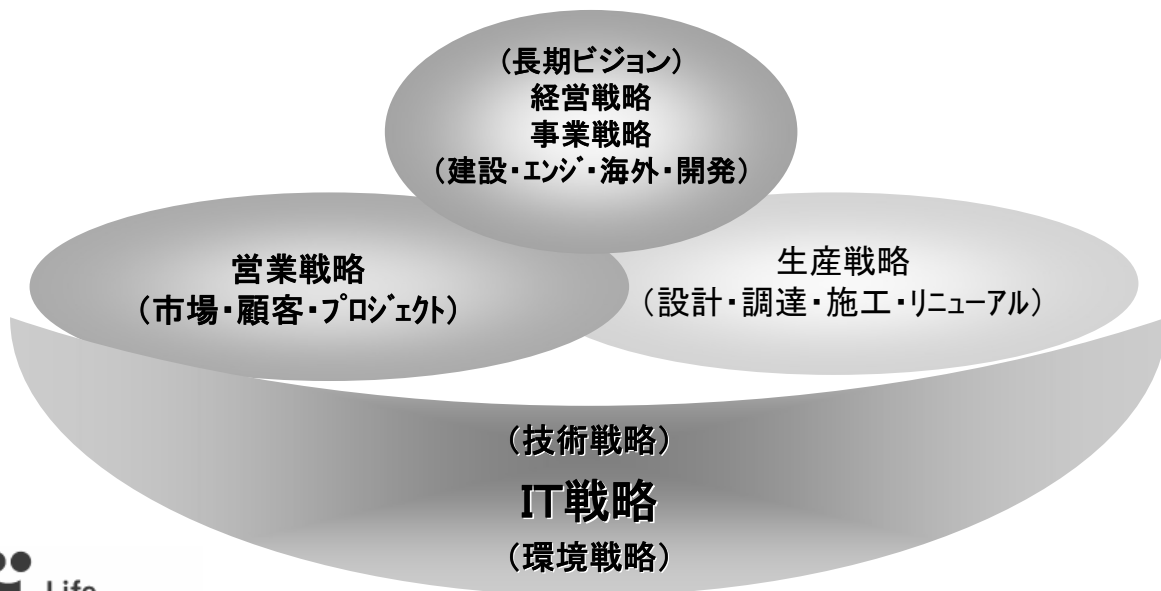 （長期ビジョン）
経営戦略
事業戦略
（建設・ｴﾝｼﾞ・海外・開発）
営業戦略
（市場・顧客・ﾌﾟﾛｼﾞｪｸﾄ）
生産戦略
（設計・調達・施工・ﾘﾆｭｰｱﾙ）
（技術戦略）
IT戦略
（環境戦略）
Life